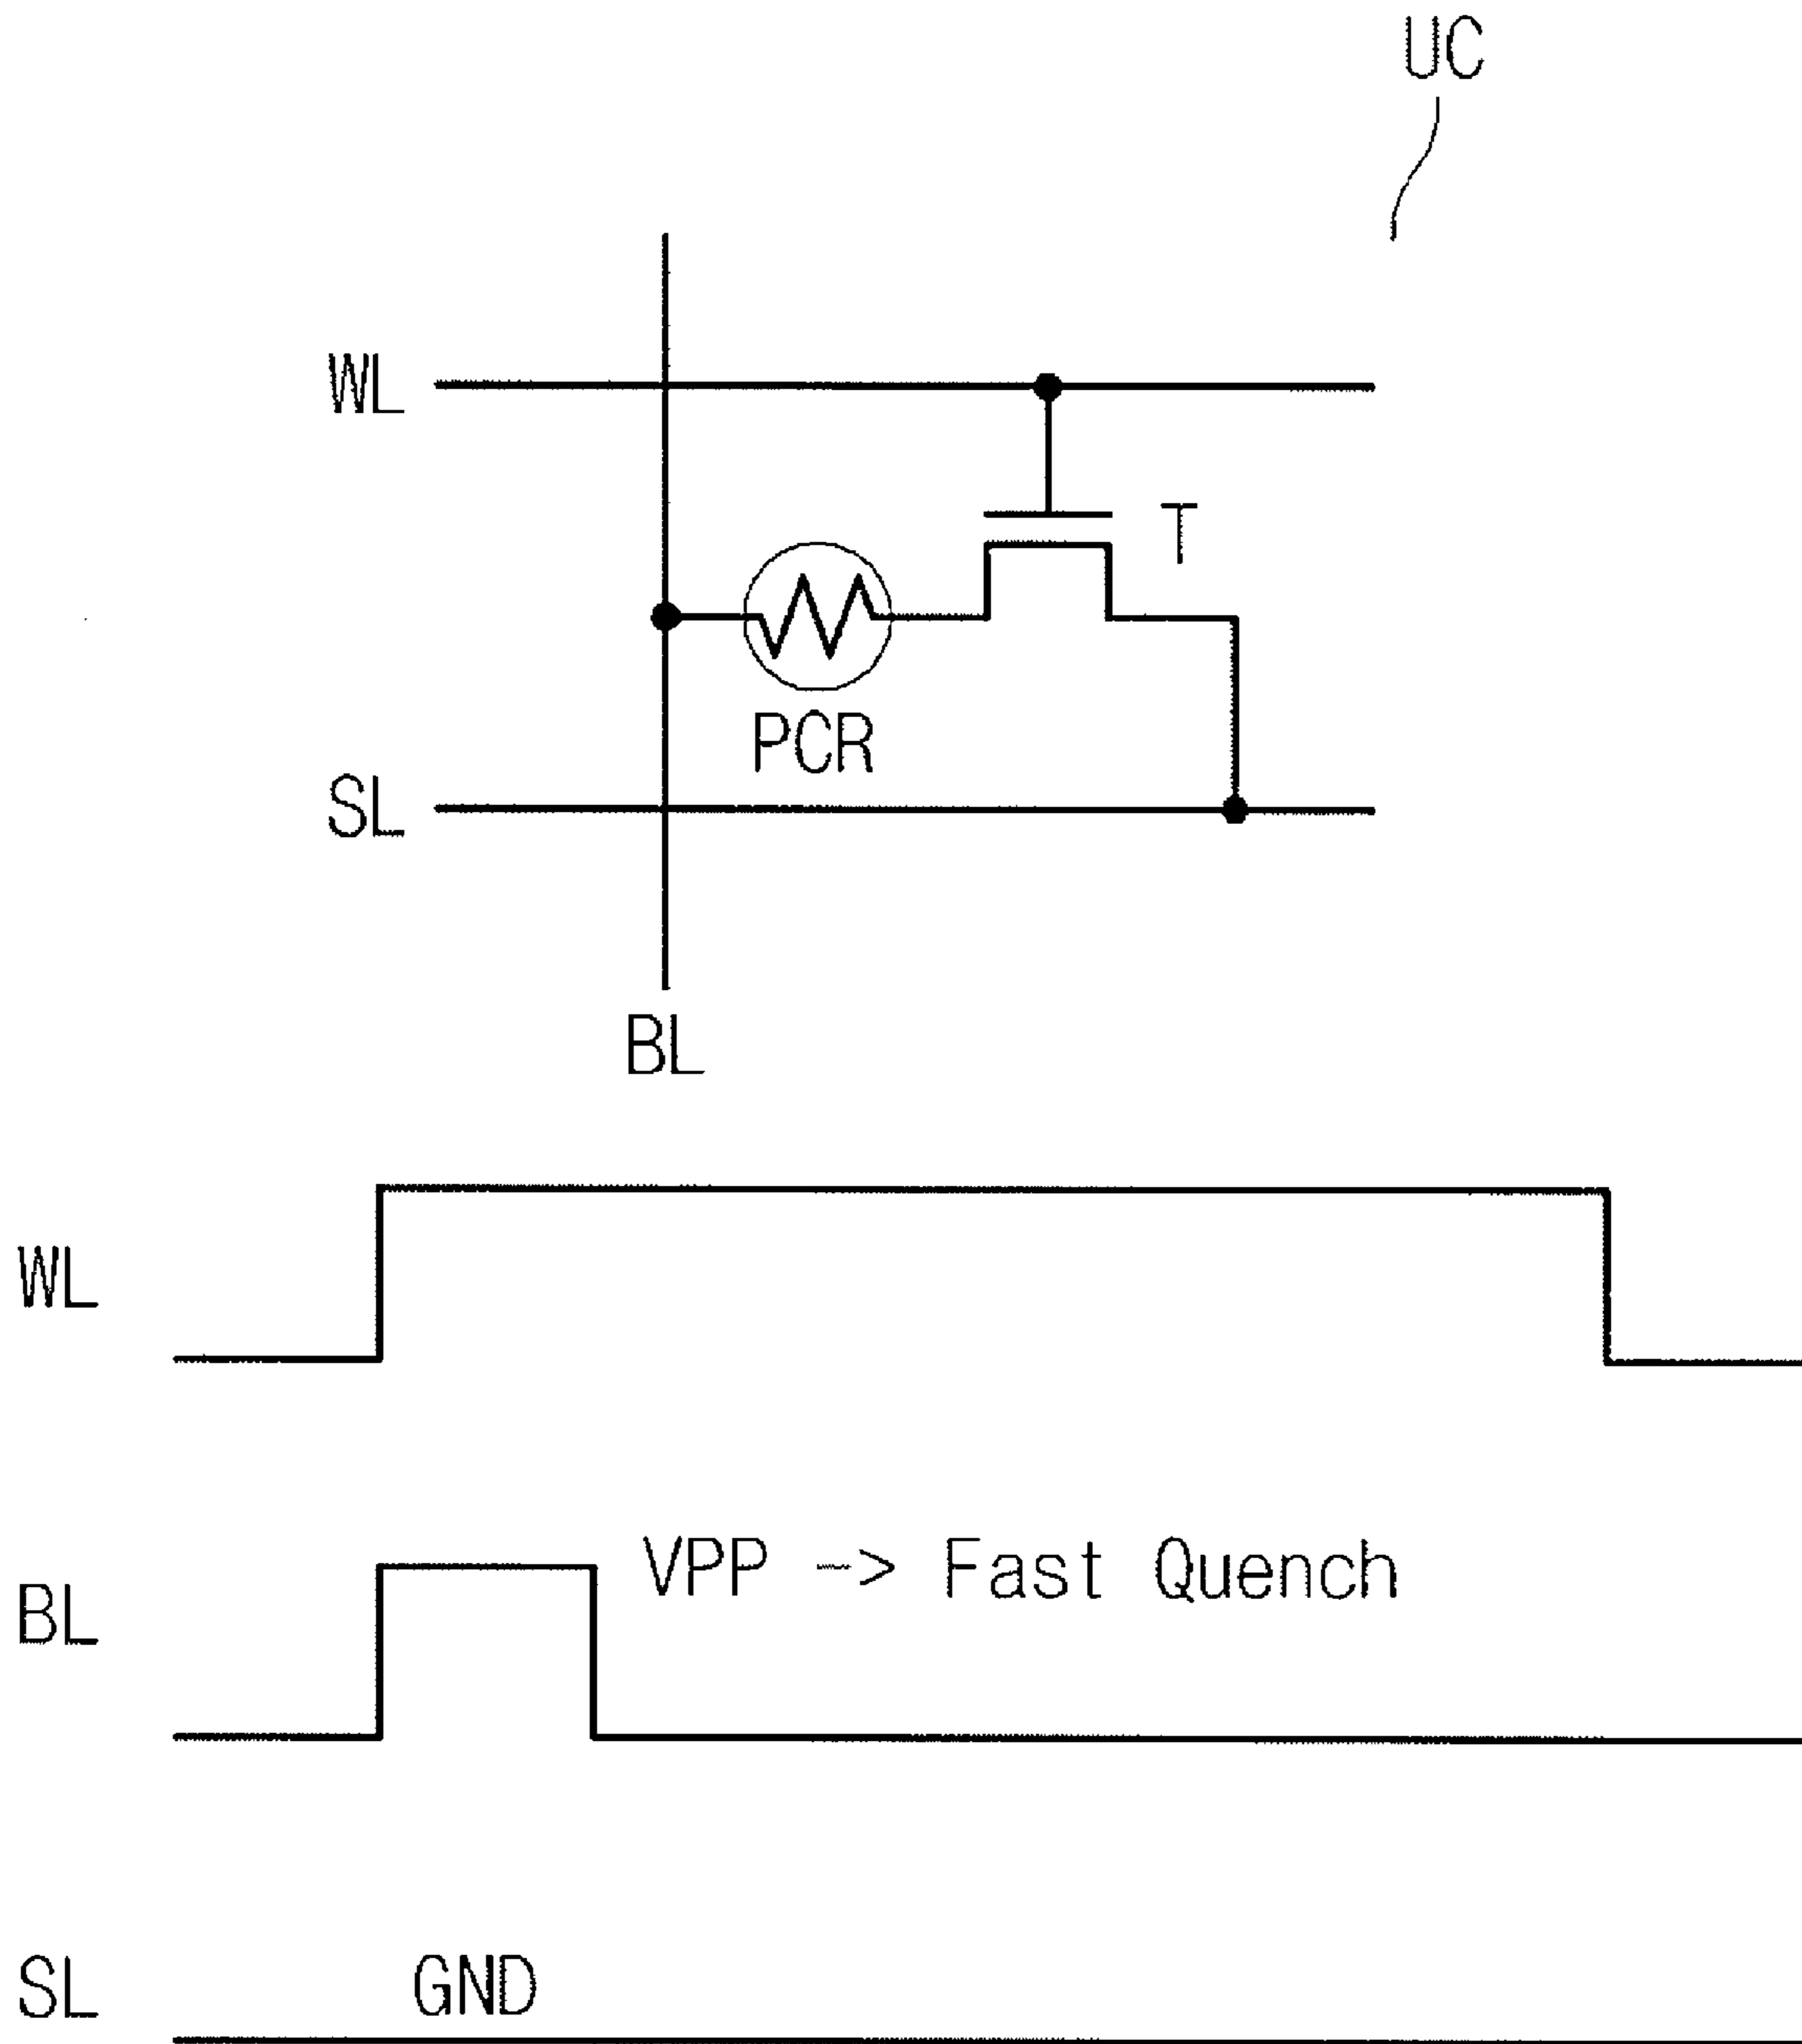 UC
WL
T
PCR
SL
BL
WL
VPP -> Fast Quench
BL
SL GND